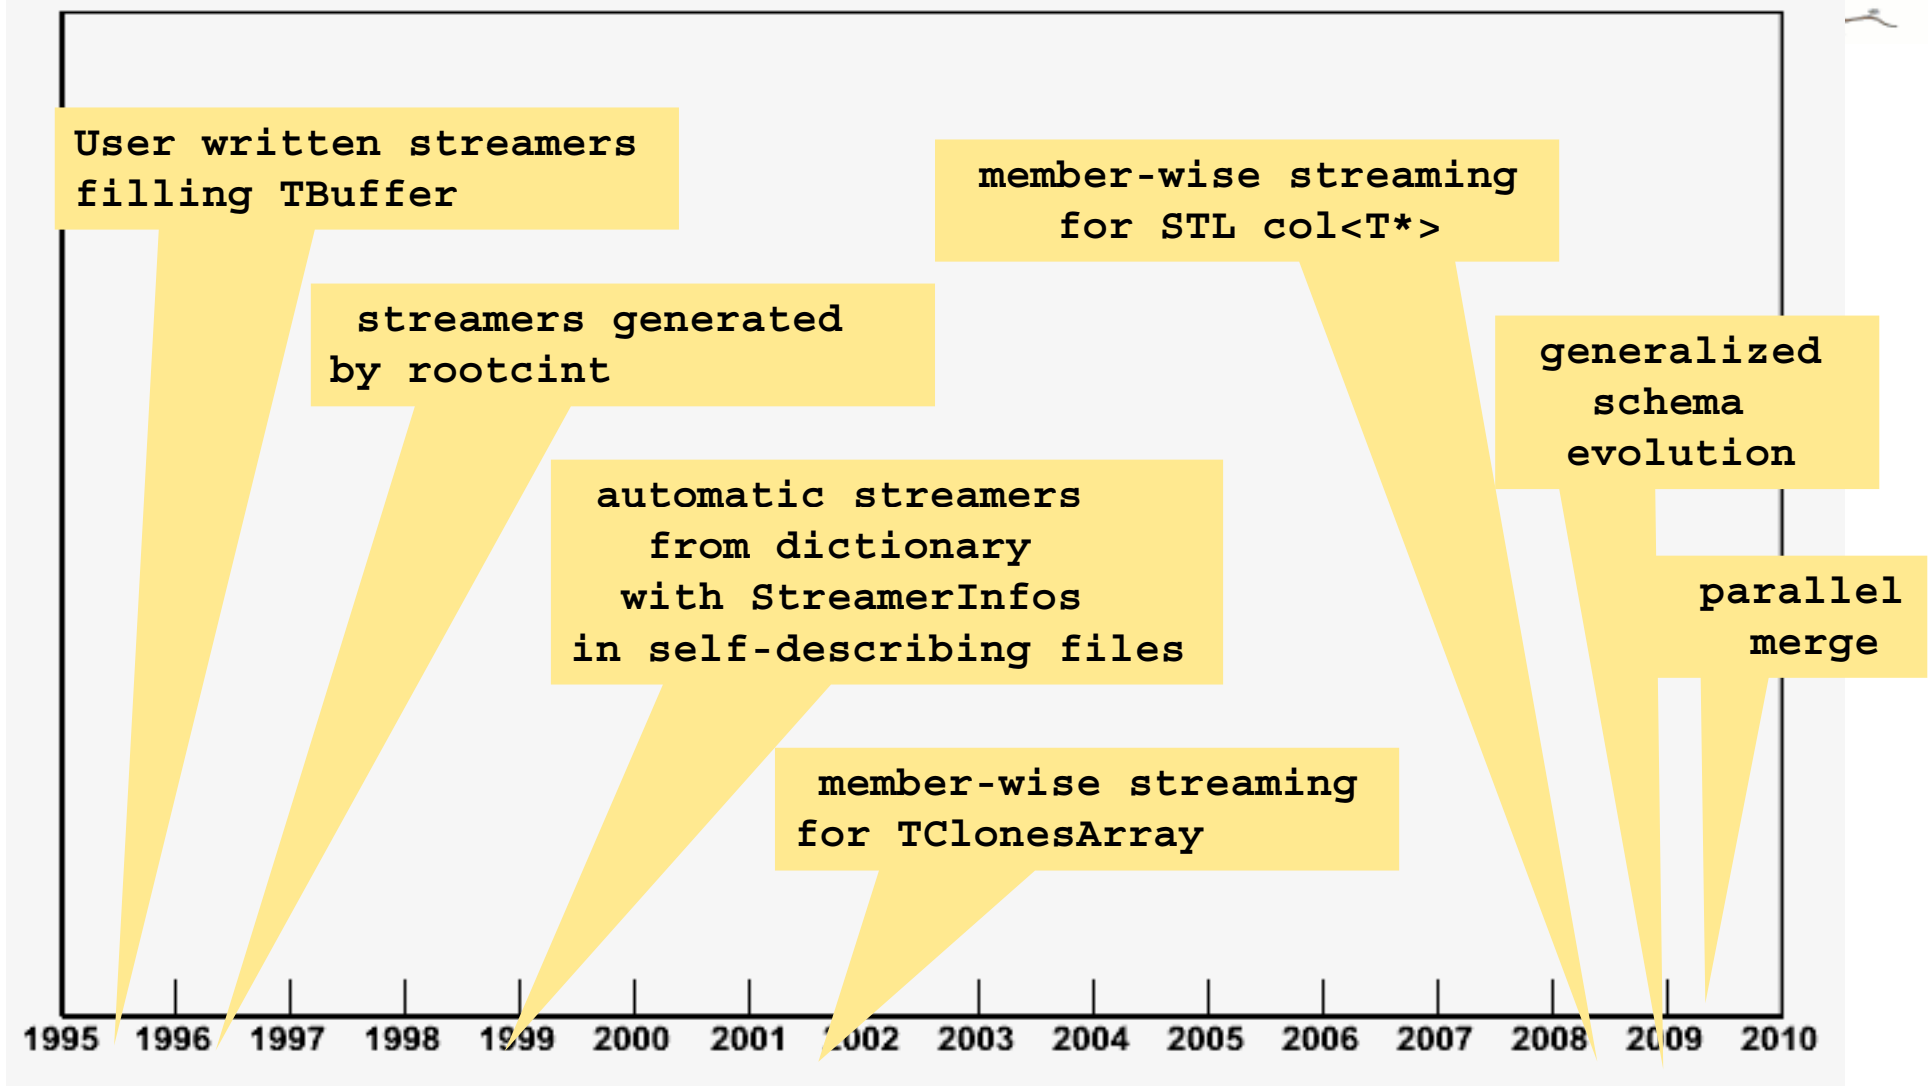 User written streamers
filling TBuffer
member-wise streaming
for STL col<T*>
streamers generated
by rootcint
generalized
schema
evolution
automatic streamers
from dictionary
with StreamerInfos
in self-describing files
parallel
merge
member-wise streaming
for TClonesArray
1995 1996 1997 1998 1999 2000 2001 2002 2003 2004 2005 2006 2007 2008 2009 2010